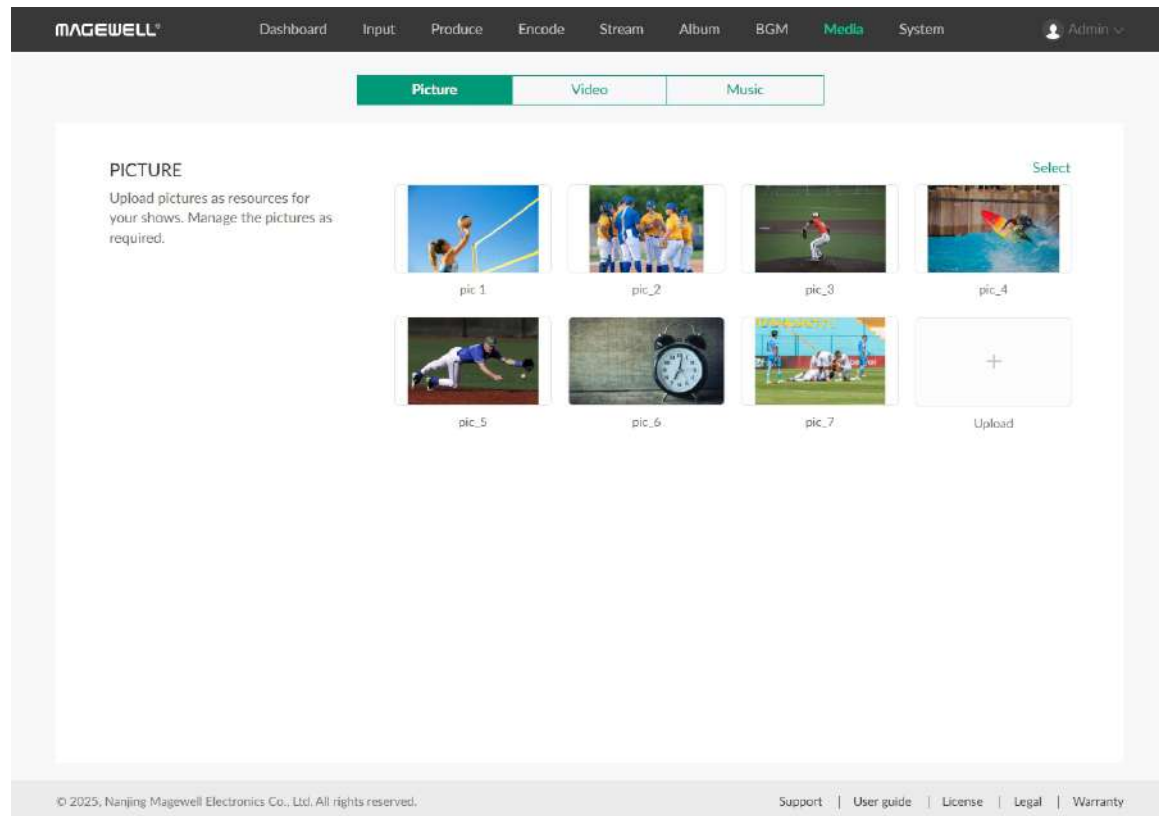 MAGEWELL®
Dashboard Input Produce Encode Stream Album BGM Media System Admin
Picture Video Music
PICTURE
Select
Upload pictures as resources for
your shows. Manage the pictures as
required.
pic 1 pic_2 pic_3 pic_4
pic_5 pic_6 pic_7 Upload
© 2025, Nanjing Magewell Electronics Co., Ltd. All rights reserved.
Support | User guide | License | Legal | Warranty